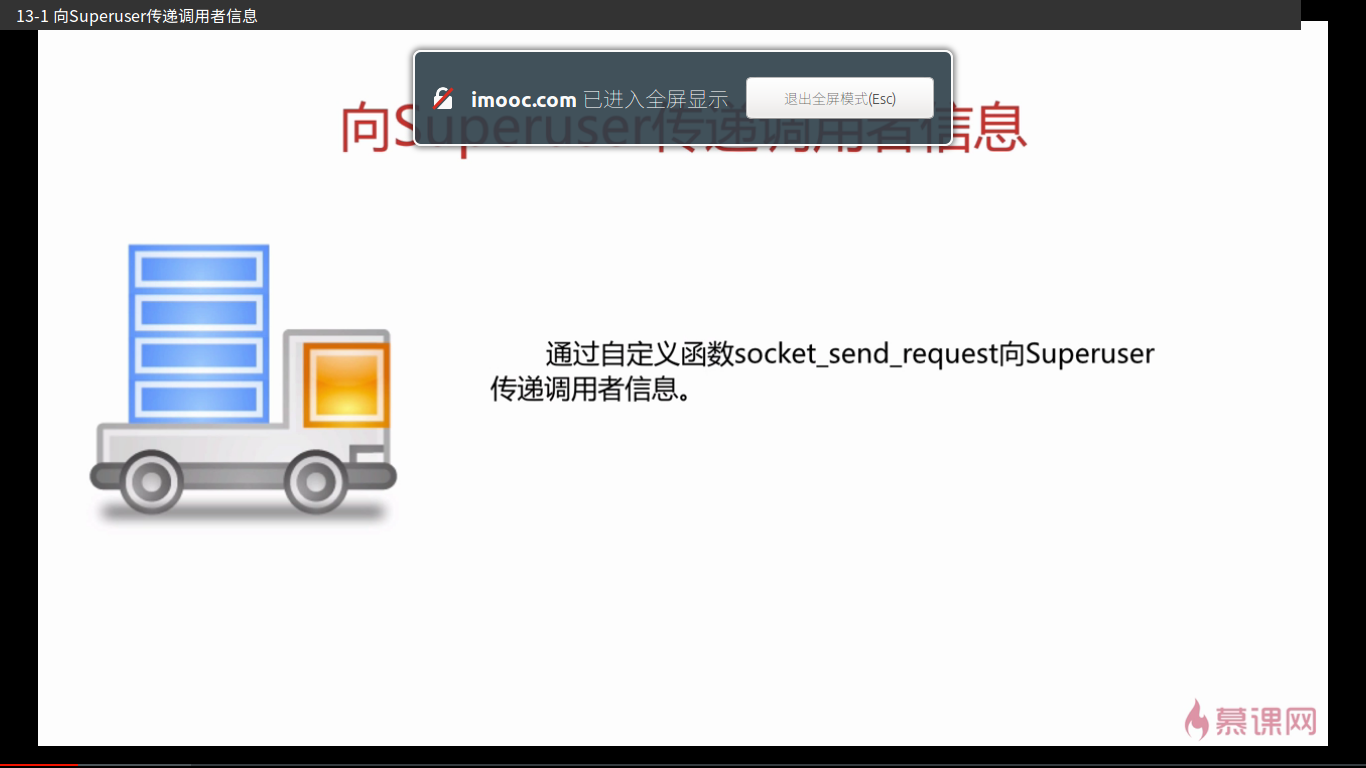 13-1 向Superuser传递调用者信息
imooc.com 已进入全屏显示
退出全屏模式(Esc)
向Superuser传递调用者信息
通过自定义函数socket_send_request向Superuser
传递调用者信息。
慕课网